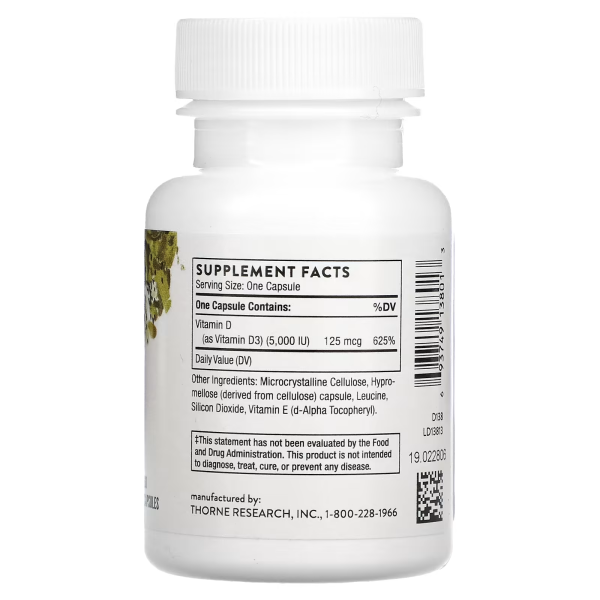 SUPPLEMENT FACTS
Serving Size: One Capsule
One Capsule Contains: %DV
Vitamin D
(as Vitamin D3) (5,000 IU) 125 mcg 625%
Daily Value (DV)
Other Ingredients: Microcrystalline Cellulose, Hypro-
mellose (derived from cellulose) capsule, Leucine,
Silicon Dioxide, Vitamin E (d-Alpha Tocopheryl).
‡This statement has not been evaluated by the Food
and Drug Administration. This product is not intended
to diagnose, treat, cure, or prevent any disease.
manufactured by:
THORNE RESEARCH, INC., 1-800-228-1966
6 93749 13801 3
D138
LD13813
19.022806